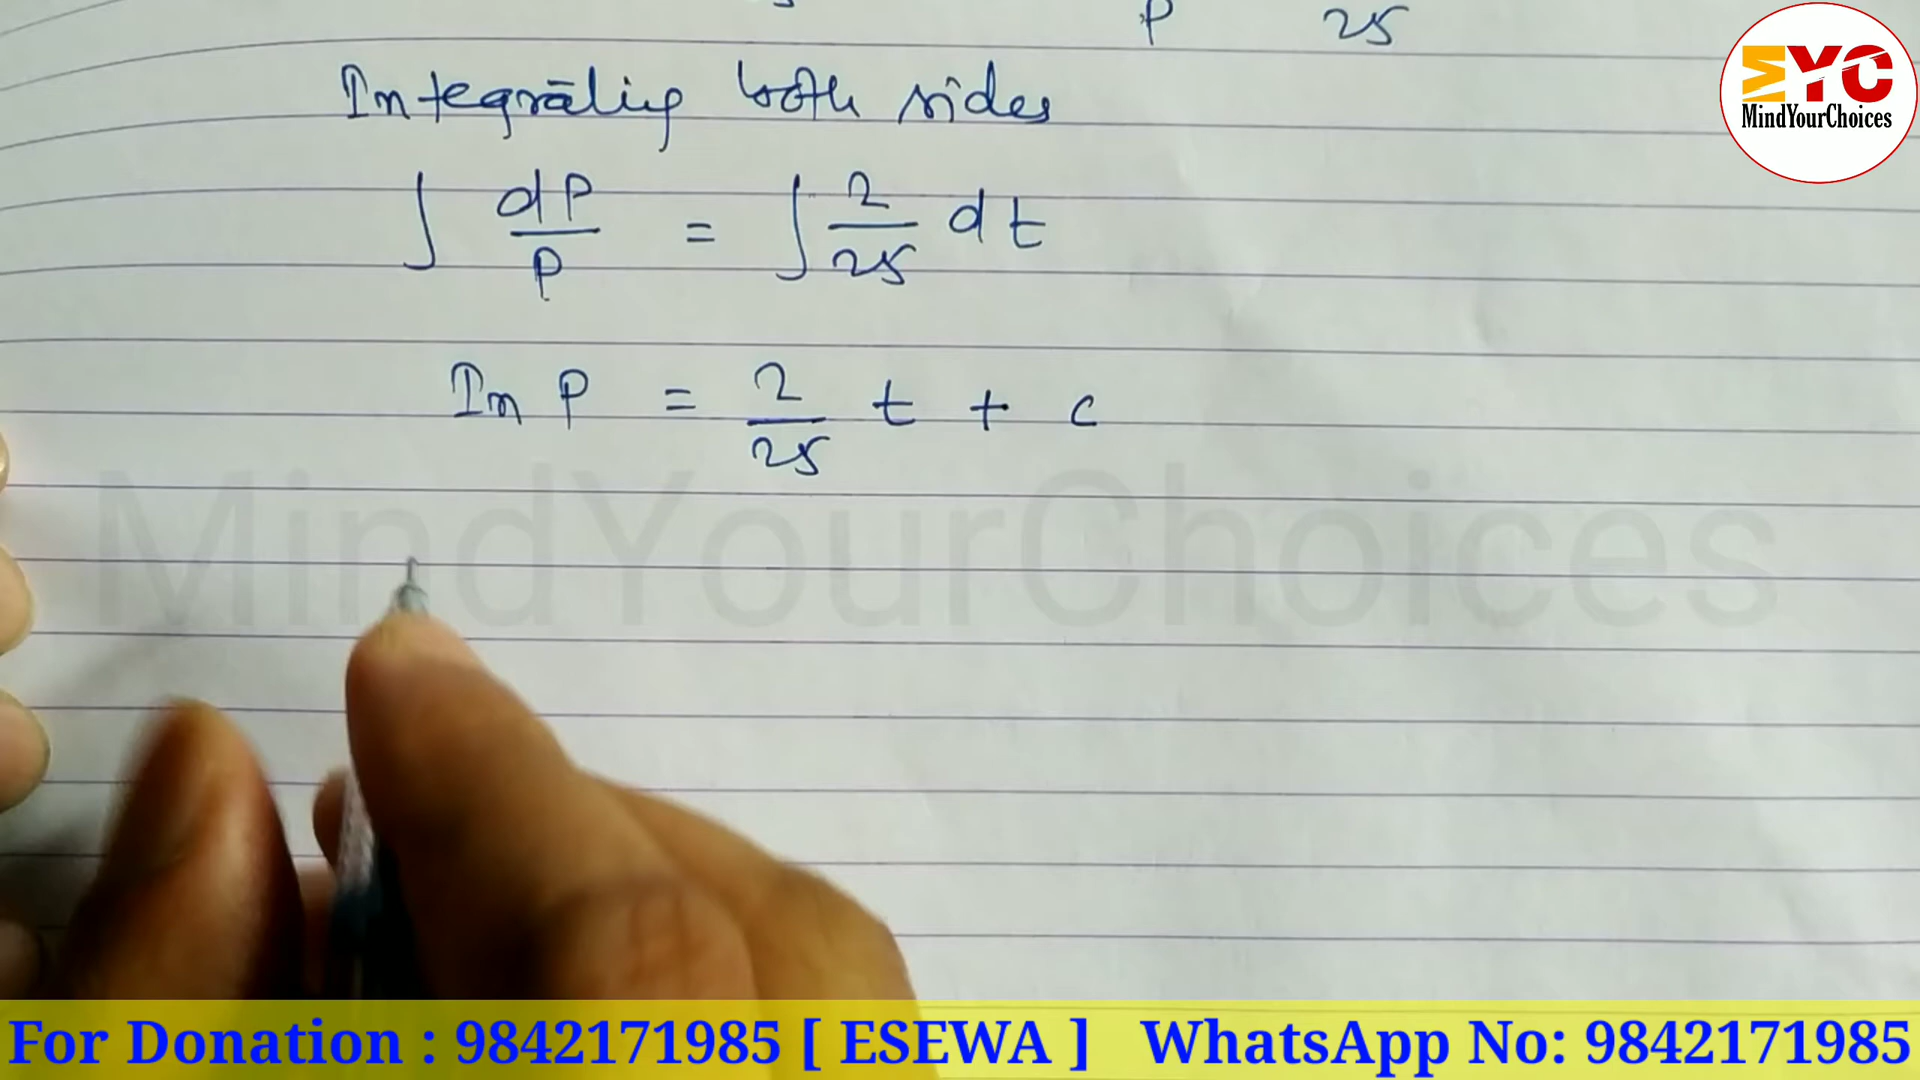 P 25
MYC
MindYourChoices
Integrating both sides
∫ dP/P = ∫ 2/25 dt
In P = 2/25 t + c
MindYourChoices
For Donation : 9842171985 [ ESEWA ] WhatsApp No: 9842171985